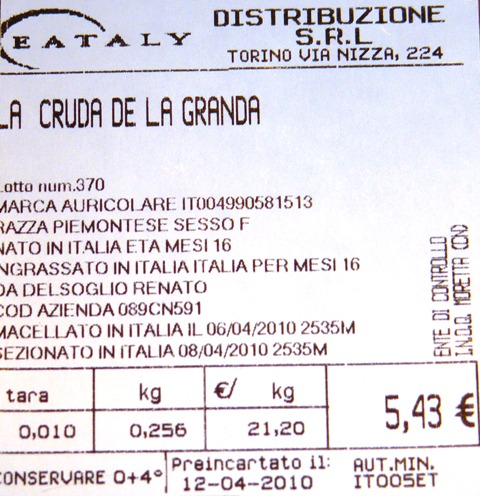 EATALY
DISTRIBUZIONE
S.R.L
TORINO VIA NIZZA, 224
LA CRUDA DE LA GRANDA
Lotto num.370
MARCA AURICOLARE IT004990581513
RAZZA PIEMONTESE SESSO F
NATO IN ITALIA ETA MESI 16
INGRASSATO IN ITALIA ITALIA PER MESI 16
DA DELSOGLIO RENATO
COD AZIENDA 089CN591
MACELLATO IN ITALIA IL 06/04/2010 2535M
SEZIONATO IN ITALIA 08/04/2010 2535M
ENTE DI CONTROLLO
I.N.O.Q. MORETTA (CN)
tara kg €/ kg
0,010 0,256 21,20
5,43 €
CONSERVARE 0+4°
Preincartato il:
12-04-2010
AUT.MIN.
IT005ET